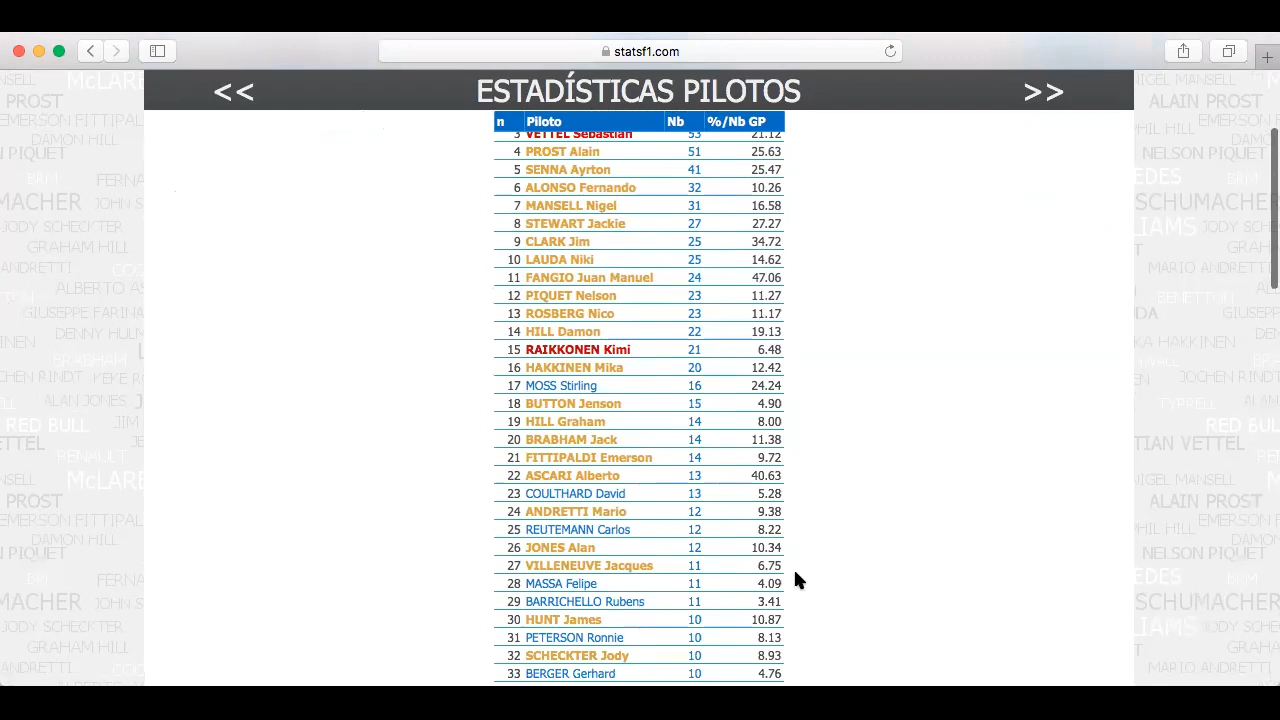 statsf1.com
<< ESTADÍSTICAS PILOTOS >>
n Piloto Nb %/Nb GP
3 VETTEL Sebastian 53 21.12
4 PROST Alain 51 25.63
5 SENNA Ayrton 41 25.47
6 ALONSO Fernando 32 10.26
7 MANSELL Nigel 31 16.58
8 STEWART Jackie 27 27.27
9 CLARK Jim 25 34.72
10 LAUDA Niki 25 14.62
11 FANGIO Juan Manuel 24 47.06
12 PIQUET Nelson 23 11.27
13 ROSBERG Nico 23 11.17
14 HILL Damon 22 19.13
15 RAIKKONEN Kimi 21 6.48
16 HAKKINEN Mika 20 12.42
17 MOSS Stirling 16 24.24
18 BUTTON Jenson 15 4.90
19 HILL Graham 14 8.00
20 BRABHAM Jack 14 11.38
21 FITTIPALDI Emerson 14 9.72
22 ASCARI Alberto 13 40.63
23 COULTHARD David 13 5.28
24 ANDRETTI Mario 12 9.38
25 REUTEMANN Carlos 12 8.22
26 JONES Alan 12 10.34
27 VILLENEUVE Jacques 11 6.75
28 MASSA Felipe 11 4.09
29 BARRICHELLO Rubens 11 3.41
30 HUNT James 10 10.87
31 PETERSON Ronnie 10 8.13
32 SCHECKTER Jody 10 8.93
33 BERGER Gerhard 10 4.76